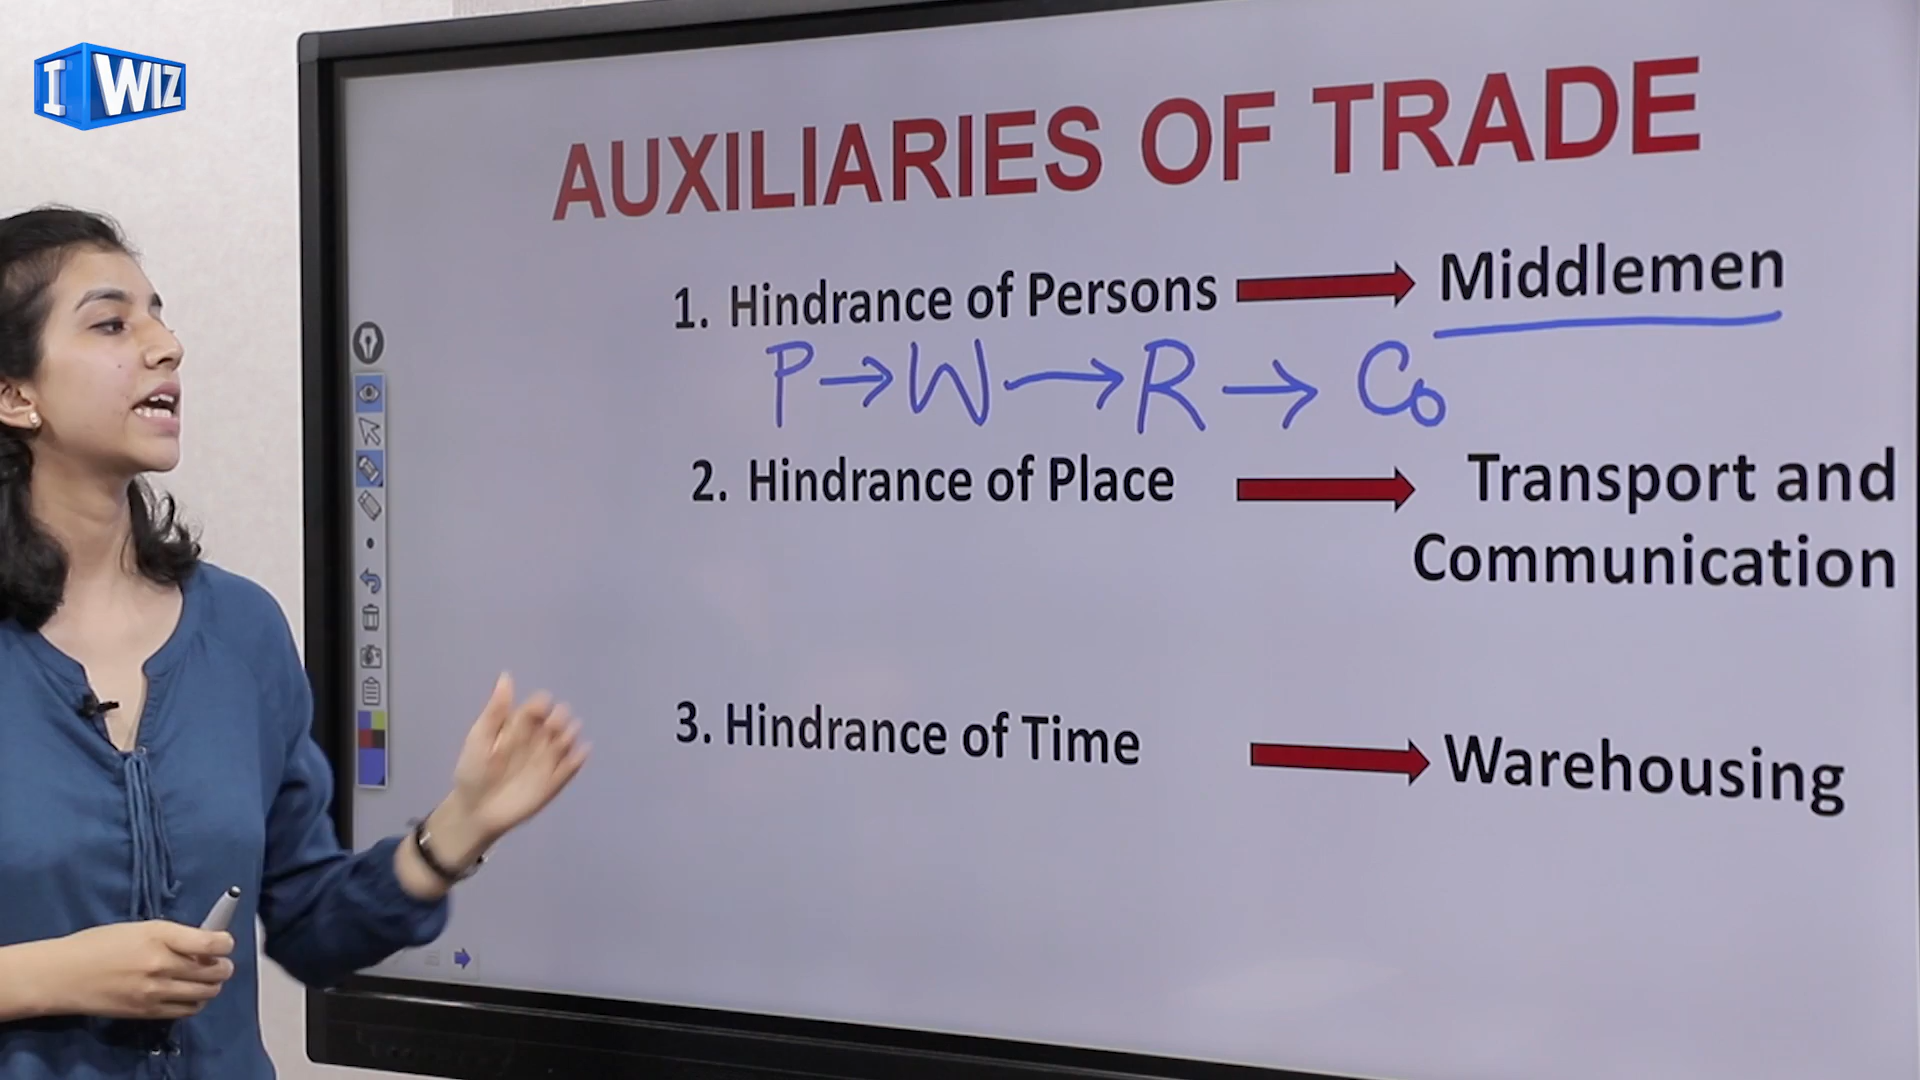 I WIZ
AUXILIARIES OF TRADE
1. Hindrance of Persons → Middlemen
P → W → R → Co
2. Hindrance of Place → Transport and
Communication
3. Hindrance of Time → Warehousing